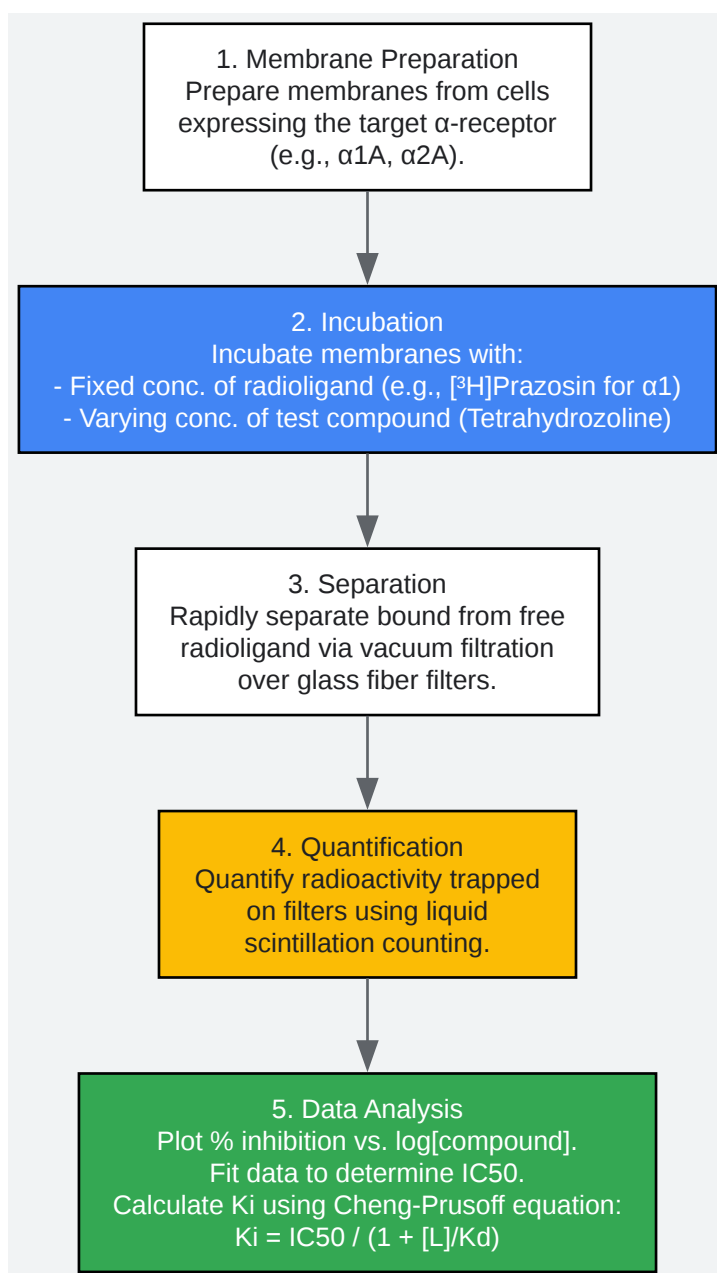 1. Membrane Preparation
Prepare membranes from cells
expressing the target α-receptor
(e.g., α1A, α2A).
2. Incubation
Incubate membranes with:
- Fixed conc. of radioligand (e.g., [³H]Prazosin for α1)
- Varying conc. of test compound (Tetrahydrozoline)
3. Separation
Rapidly separate bound from free
radioligand via vacuum filtration
over glass fiber filters.
4. Quantification
Quantify radioactivity trapped
on filters using liquid
scintillation counting.
5. Data Analysis
Plot % inhibition vs. log[compound].
Fit data to determine IC50.
Calculate Ki using Cheng-Prusoff equation:
Ki = IC50 / (1 + [L]/Kd)